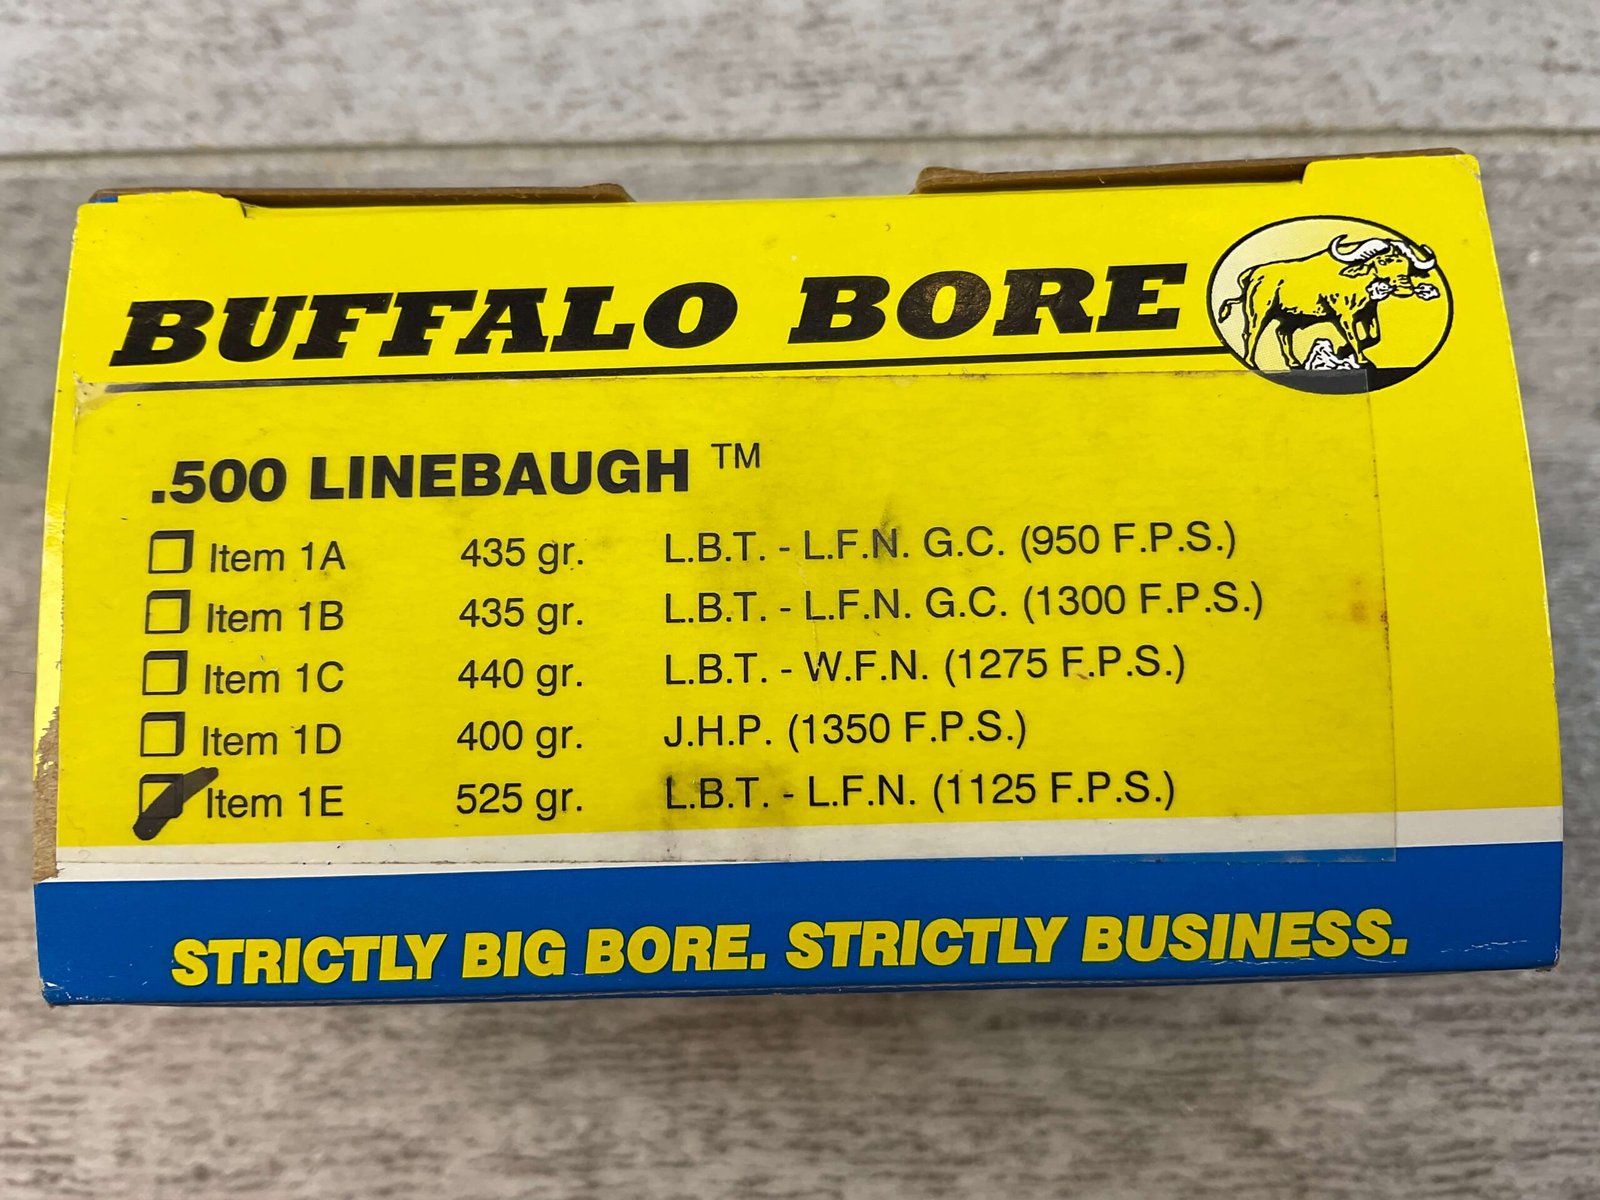 BUFFALO BORE
.500 LINEBAUGH TM
Item 1A 435 gr. L.B.T. - L.F.N. G.C. (950 F.P.S.)
Item 1B 435 gr. L.B.T. - L.F.N. G.C. (1300 F.P.S.)
Item 1C 440 gr. L.B.T. - W.F.N. (1275 F.P.S.)
Item 1D 400 gr. J.H.P. (1350 F.P.S.)
Item 1E 525 gr. L.B.T. - L.F.N. (1125 F.P.S.)
STRICTLY BIG BORE. STRICTLY BUSINESS.